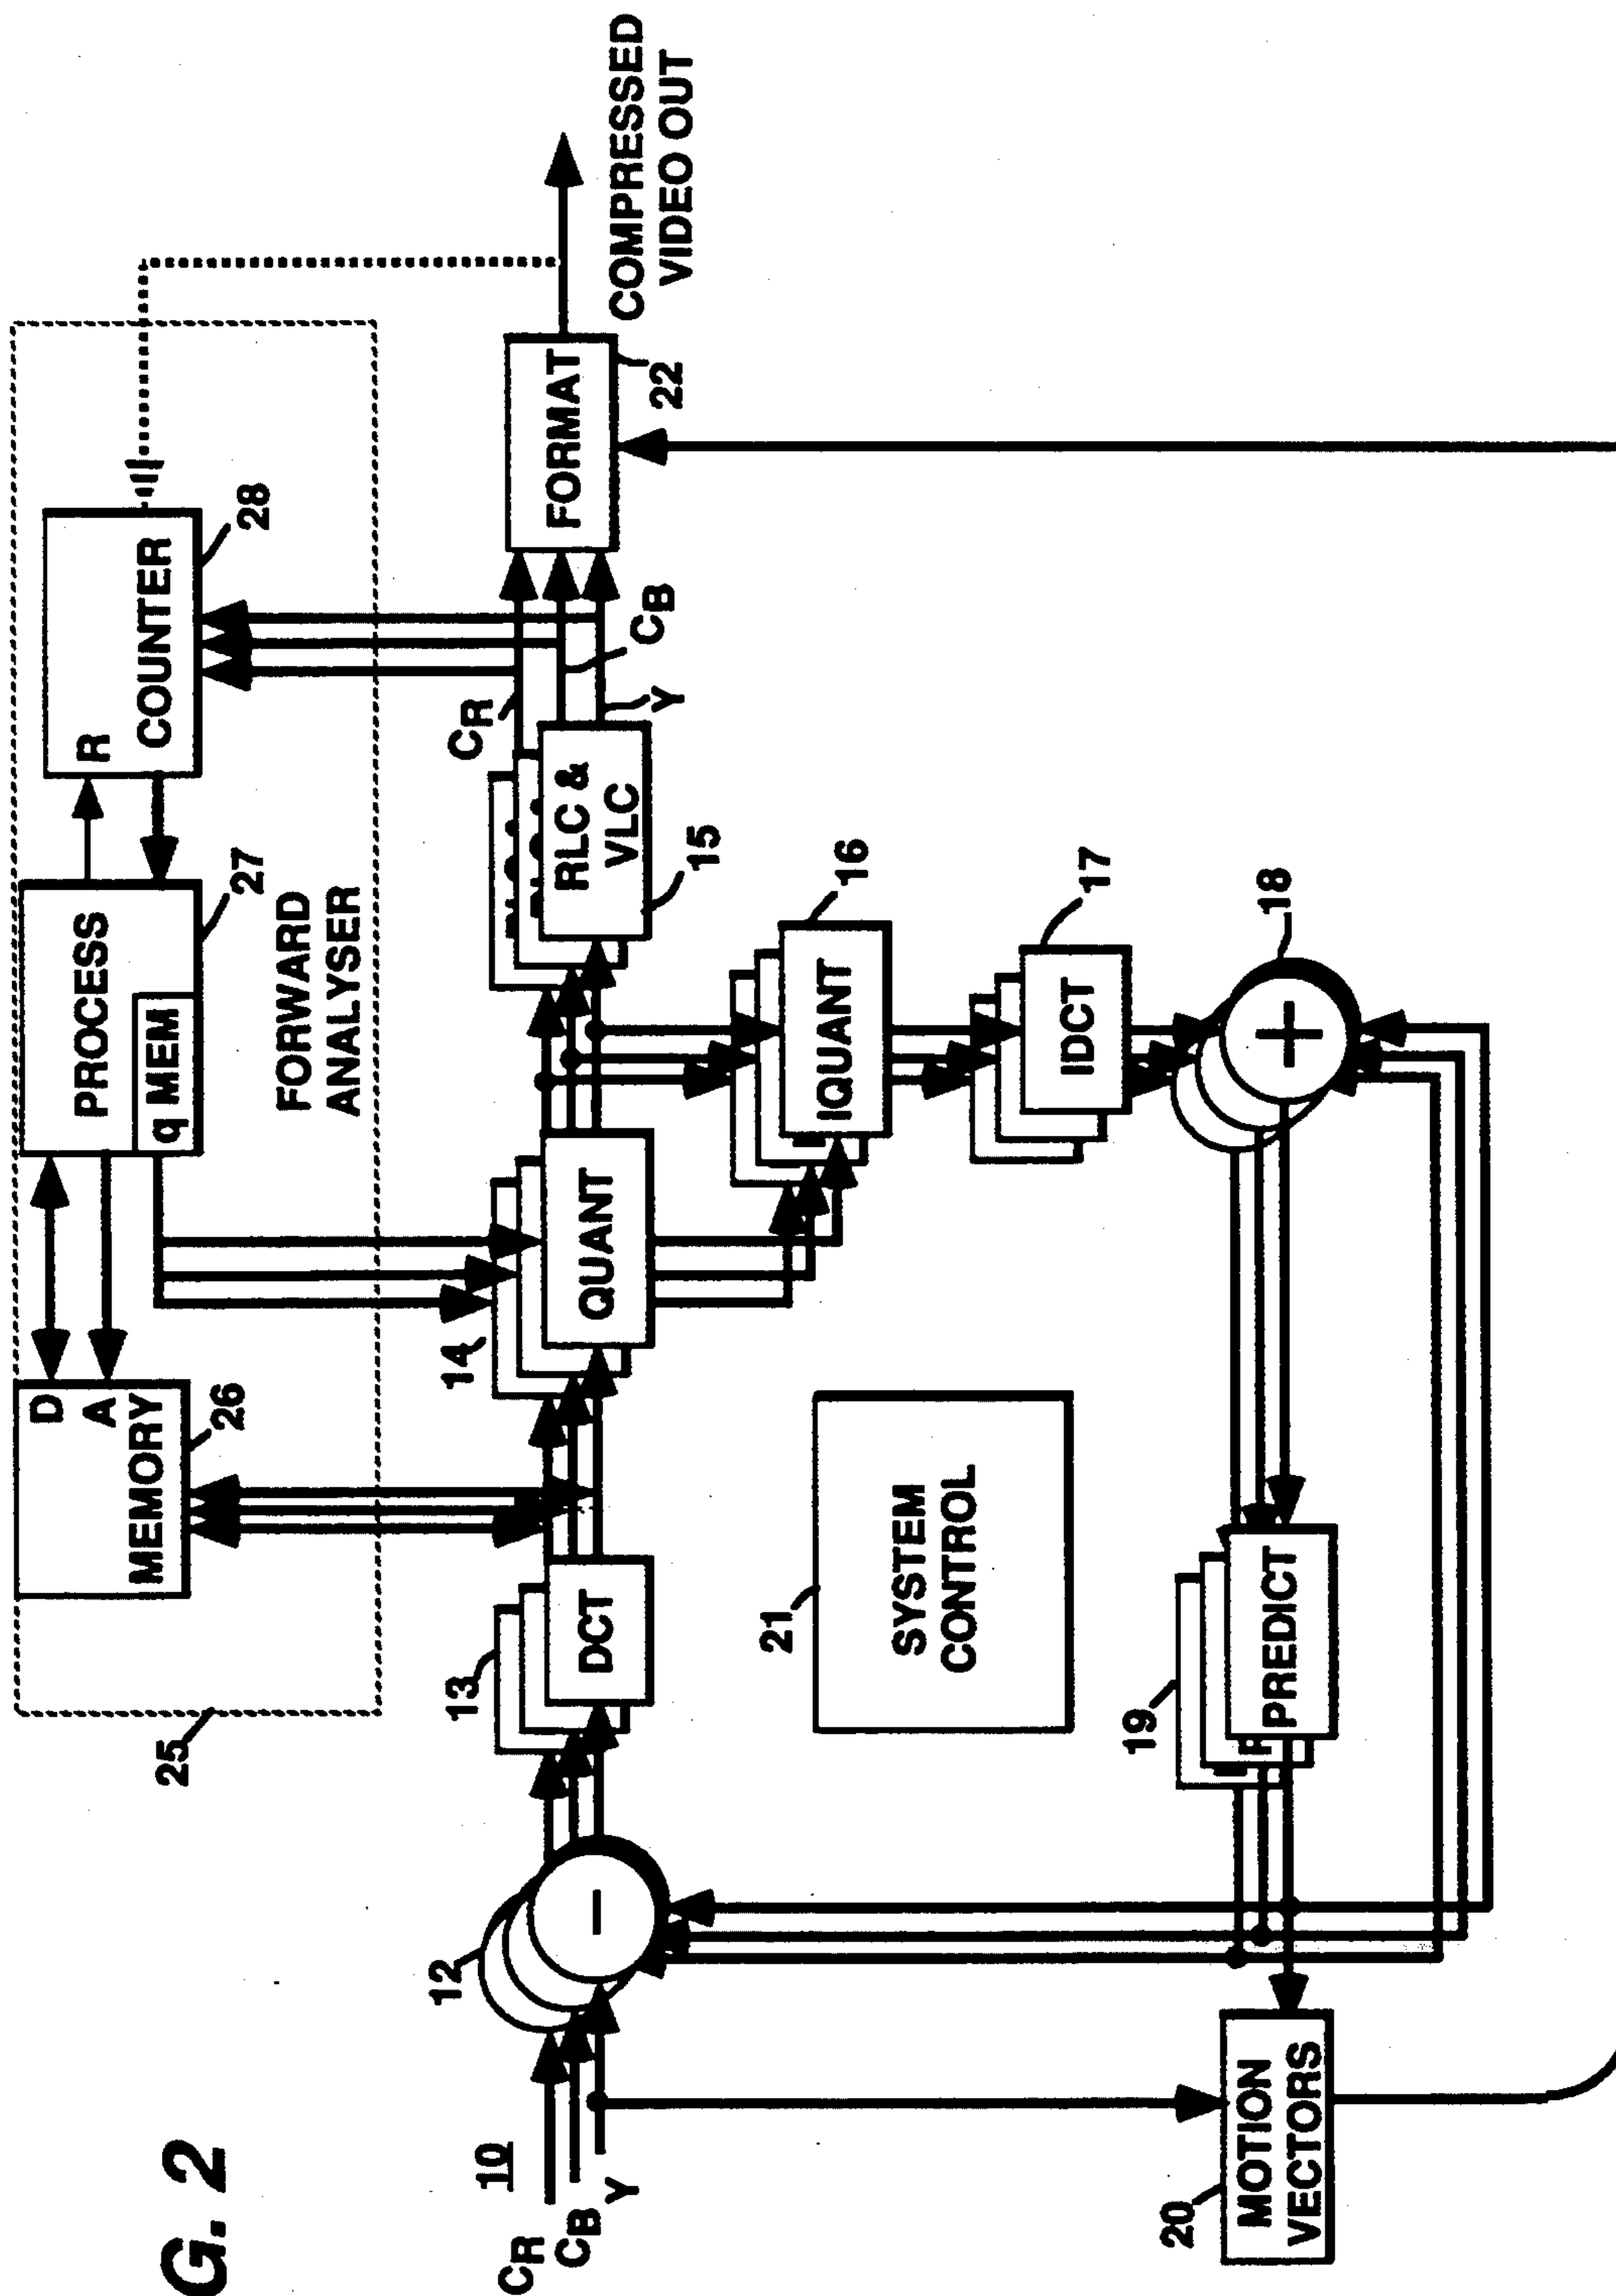 G. 2
25
D
A
MEMORY
26
PROCESS
q MEM
27
R
COUNTER
28
FORWARD
ANALYSER
10
CR
CB
Y
12
13
DCT
14
QUANT
RLC &
VLC
15
CR
CB
Y
FORMAT
22
COMPRESSED
VIDEO OUT
IQUANT
16
IDCT
17
18
+
−
21
SYSTEM
CONTROL
19
PREDICT
20
MOTION
VECTORS